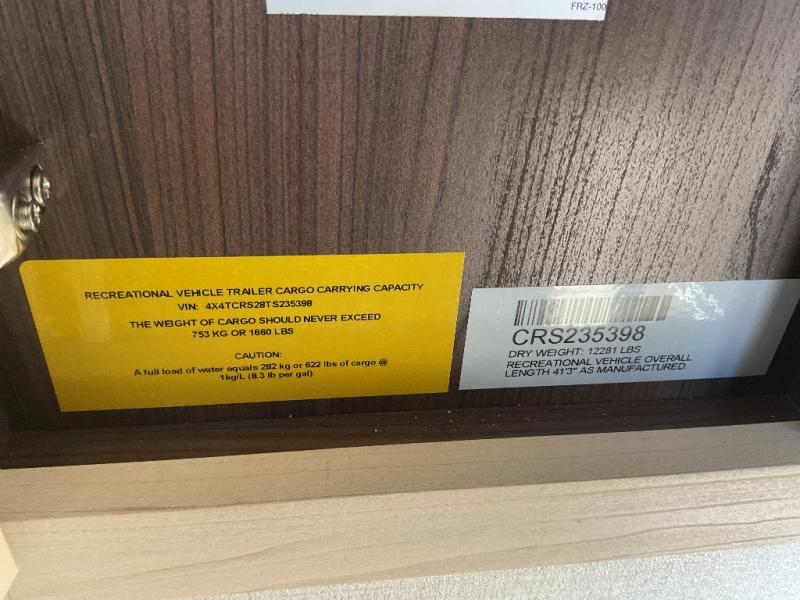 FRZ-100
RECREATIONAL VEHICLE TRAILER CARGO CARRYING CAPACITY
VIN: 4X4TCRS28TS235398
THE WEIGHT OF CARGO SHOULD NEVER EXCEED
753 KG OR 1660 LBS
CAUTION:
A full load of water equals 282 kg or 622 lbs of cargo @
1kg/L (8.3 lb per gal)
CRS235398
DRY WEIGHT: 12281 LBS
RECREATIONAL VEHICLE OVERALL
LENGTH 41'3" AS MANUFACTURED.